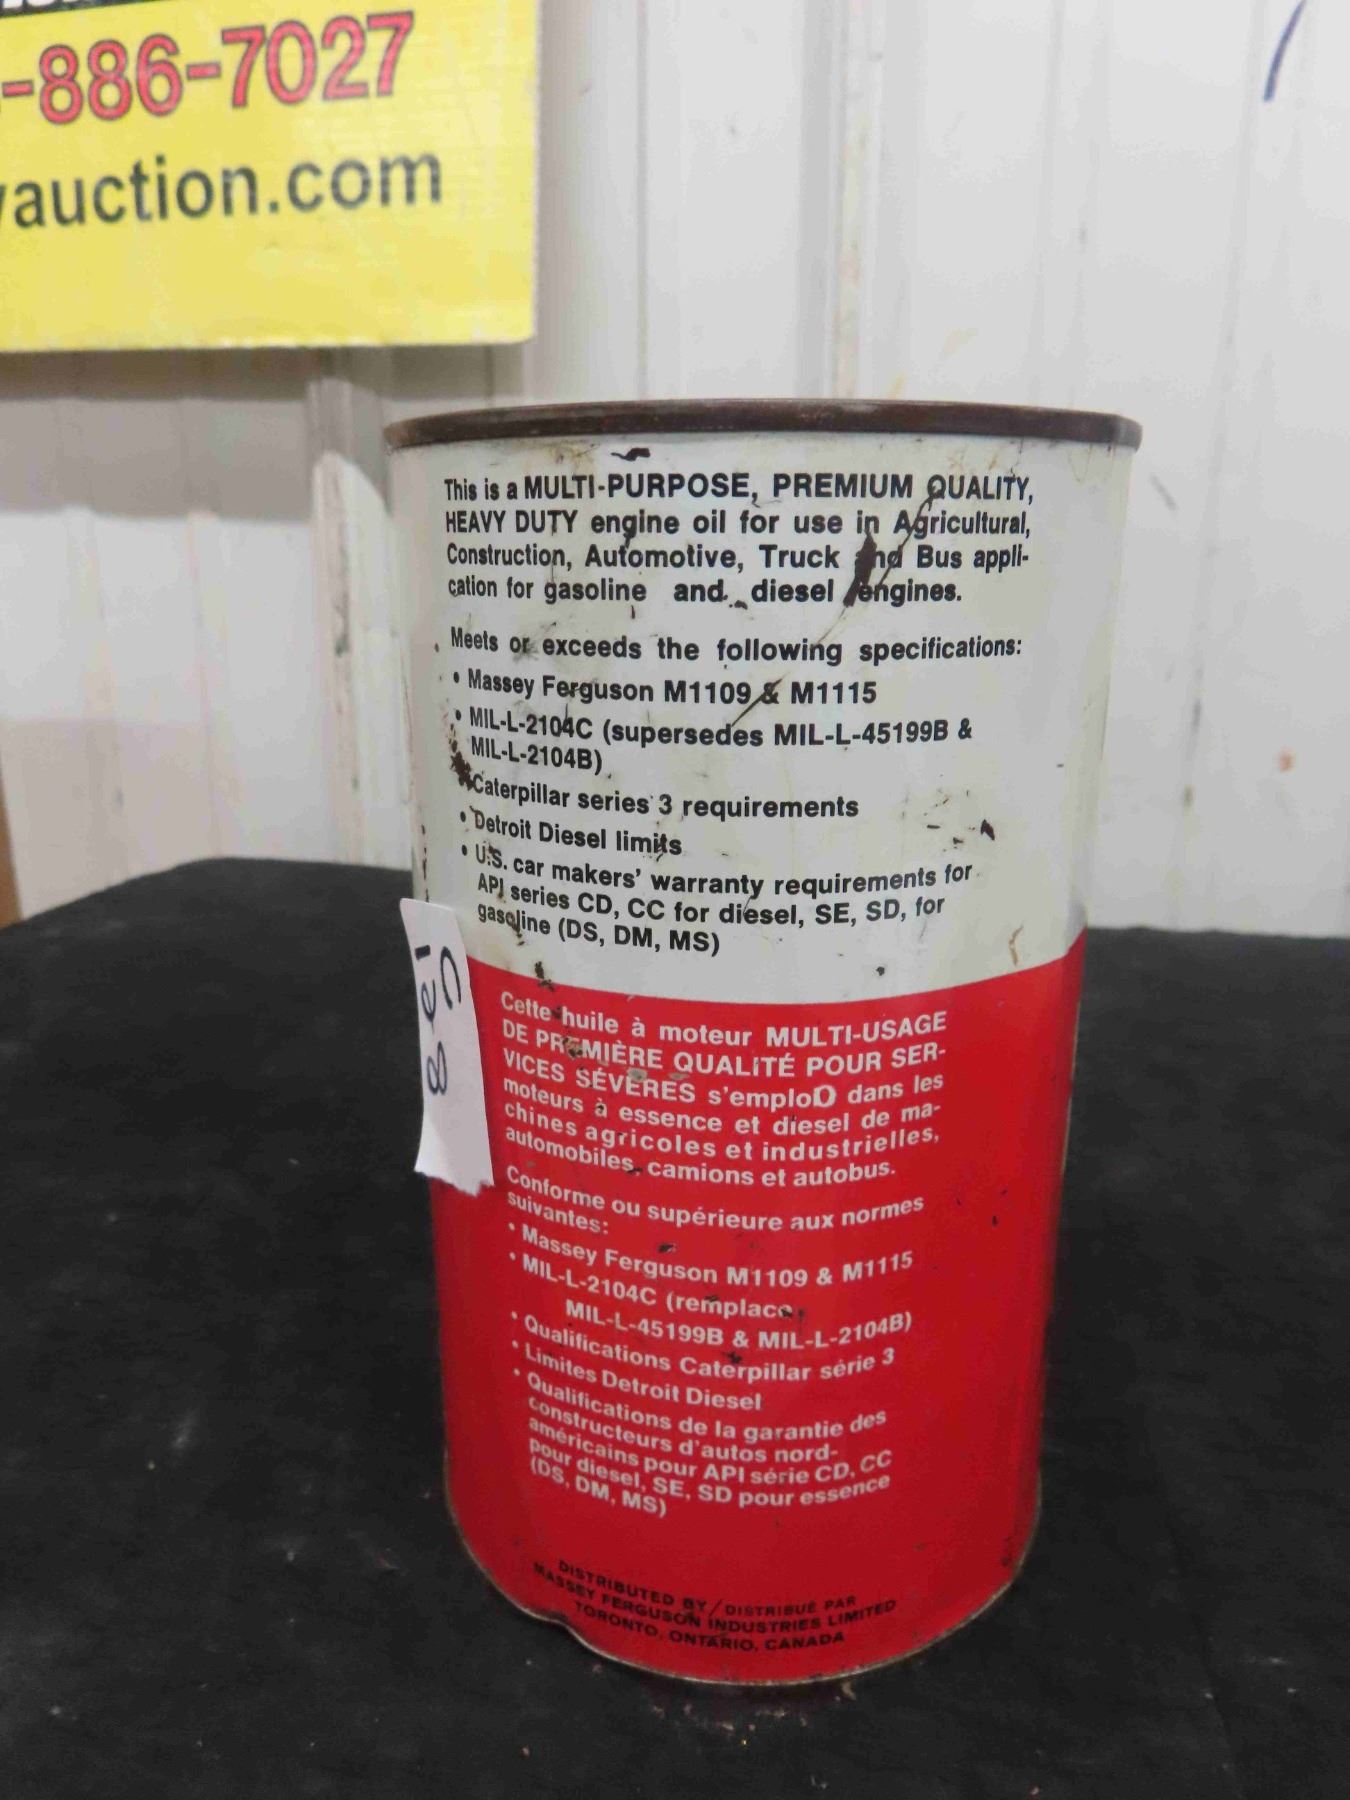 -886-7027
auction.com
This is a MULTI-PURPOSE, PREMIUM QUALITY,
HEAVY DUTY engine oil for use in Agricultural,
Construction, Automotive, Truck and Bus appli-
cation for gasoline and diesel engines.
Meets or exceeds the following specifications:
• Massey Ferguson M1109 & M1115
• MIL-L-2104C (supersedes MIL-L-45199B &
MIL-L-2104B)
• Caterpillar series 3 requirements
• Detroit Diesel limits
• U.S. car makers' warranty requirements for
API series CD, CC for diesel, SE, SD, for
gasoline (DS, DM, MS)
Cette huile à moteur MULTI-USAGE
DE PREMIÈRE QUALITÉ POUR SER-
VICES SÉVÈRES s'emploD dans les
moteurs à essence et diesel de ma-
chines agricoles et industrielles,
automobiles, camions et autobus.
Conforme ou supérieure aux normes
suivantes:
• Massey Ferguson M1109 & M1115
• MIL-L-2104C (remplace
MIL-L-45199B & MIL-L-2104B)
• Qualifications Caterpillar série 3
• Limites Detroit Diesel
• Qualifications de la garantie des
constructeurs d'autos nord-
américains pour API série CD, CC
pour diesel, SE, SD pour essence
(DS, DM, MS)
DISTRIBUTED BY/DISTRIBUÉ PAR
MASSEY FERGUSON INDUSTRIES LIMITED
TORONTO, ONTARIO, CANADA